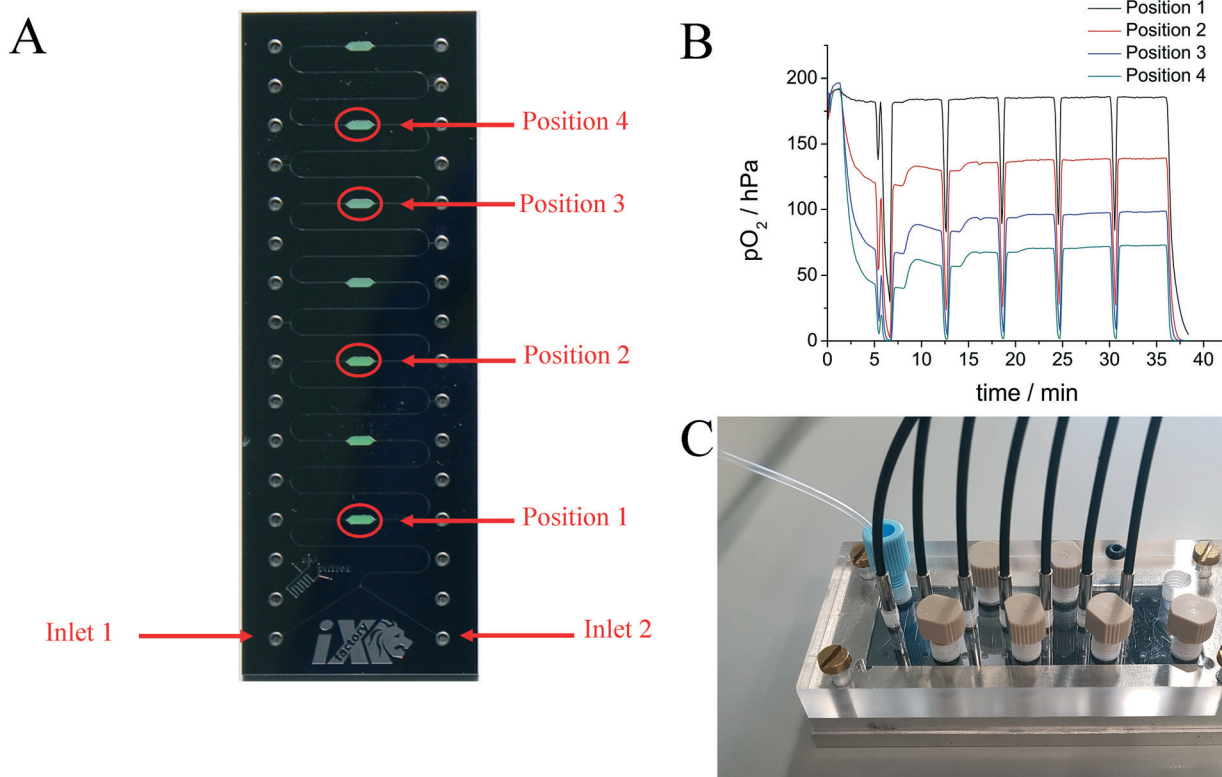 A
Position 4
Position 3
Position 2
Position 1
Inlet 1
Inlet 2
iX
factory
B
Position 1
Position 2
Position 3
Position 4
200
150
100
50
0
pO₂ / hPa
0 5 10 15 20 25 30 35 40
time / min
C